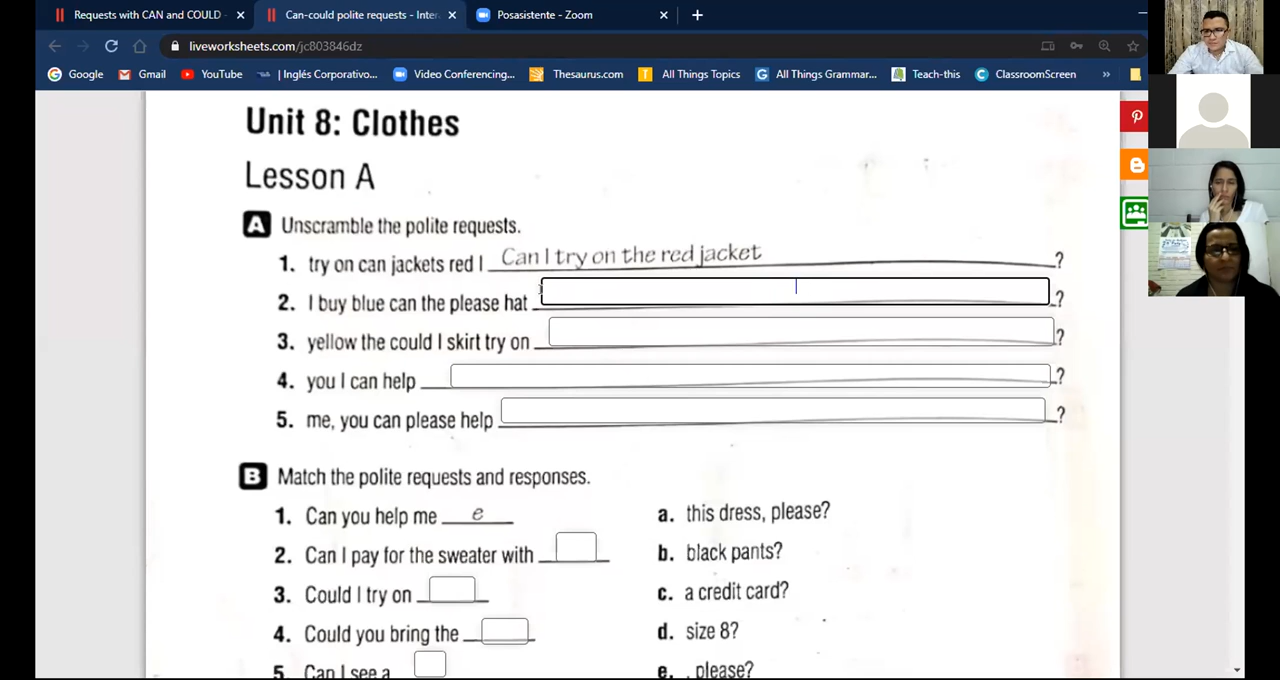 Requests with CAN and COULD -
Can-could polite requests - Inter
Posasistente - Zoom
liveworksheets.com/jc803846dz
Google
Gmail
YouTube
| Inglés Corporativo...
Video Conferencing...
Thesaurus.com
All Things Topics
All Things Grammar...
Teach-this
ClassroomScreen
»
Unit 8: Clothes
Lesson A
A Unscramble the polite requests.
1. try on can jackets red I Can I try on the red jacket ?
2. I buy blue can the please hat ?
3. yellow the could I skirt try on ?
4. you I can help ?
5. me, you can please help ?
B Match the polite requests and responses.
1. Can you help me e
a. this dress, please?
2. Can I pay for the sweater with
b. black pants?
3. Could I try on
c. a credit card?
4. Could you bring the
d. size 8?
5. Can I see a
e. , please?